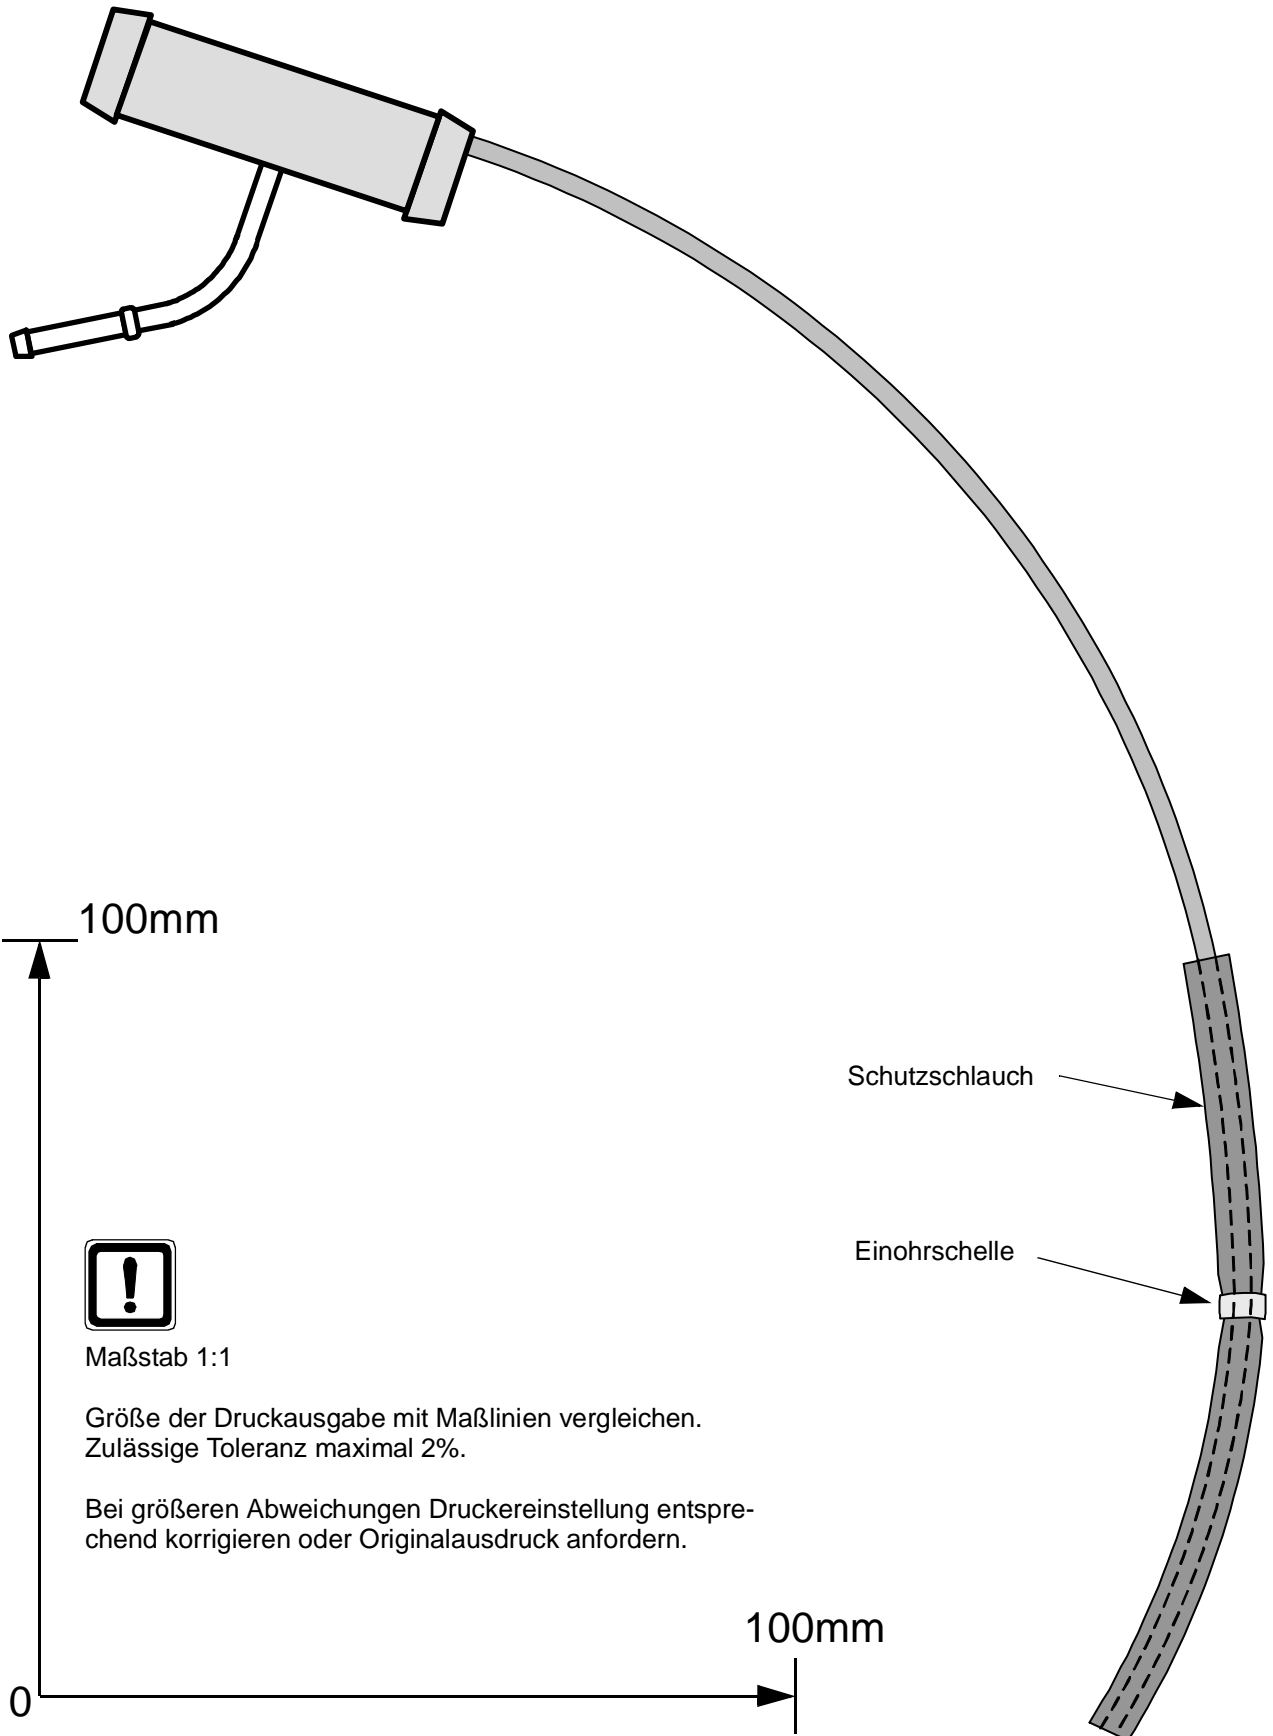 100mm
Schutzschlauch
Einohrschelle
Maßstab 1:1
Größe der Druckausgabe mit Maßlinien vergleichen.
Zulässige Toleranz maximal 2%.
Bei größeren Abweichungen Druckereinstellung entspre-
chend korrigieren oder Originalausdruck anfordern.
100mm
0